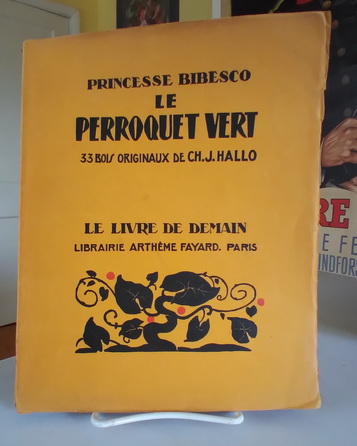 PRINCESSE BIBESCO
LE
PERROQUET VERT
33 BOIS ORIGINAUX DE CH. J. HALLO
LE LIVRE DE DEMAIN
LIBRAIRIE ARTHÈME FAYARD. PARIS
RE
E FE
INDFOR